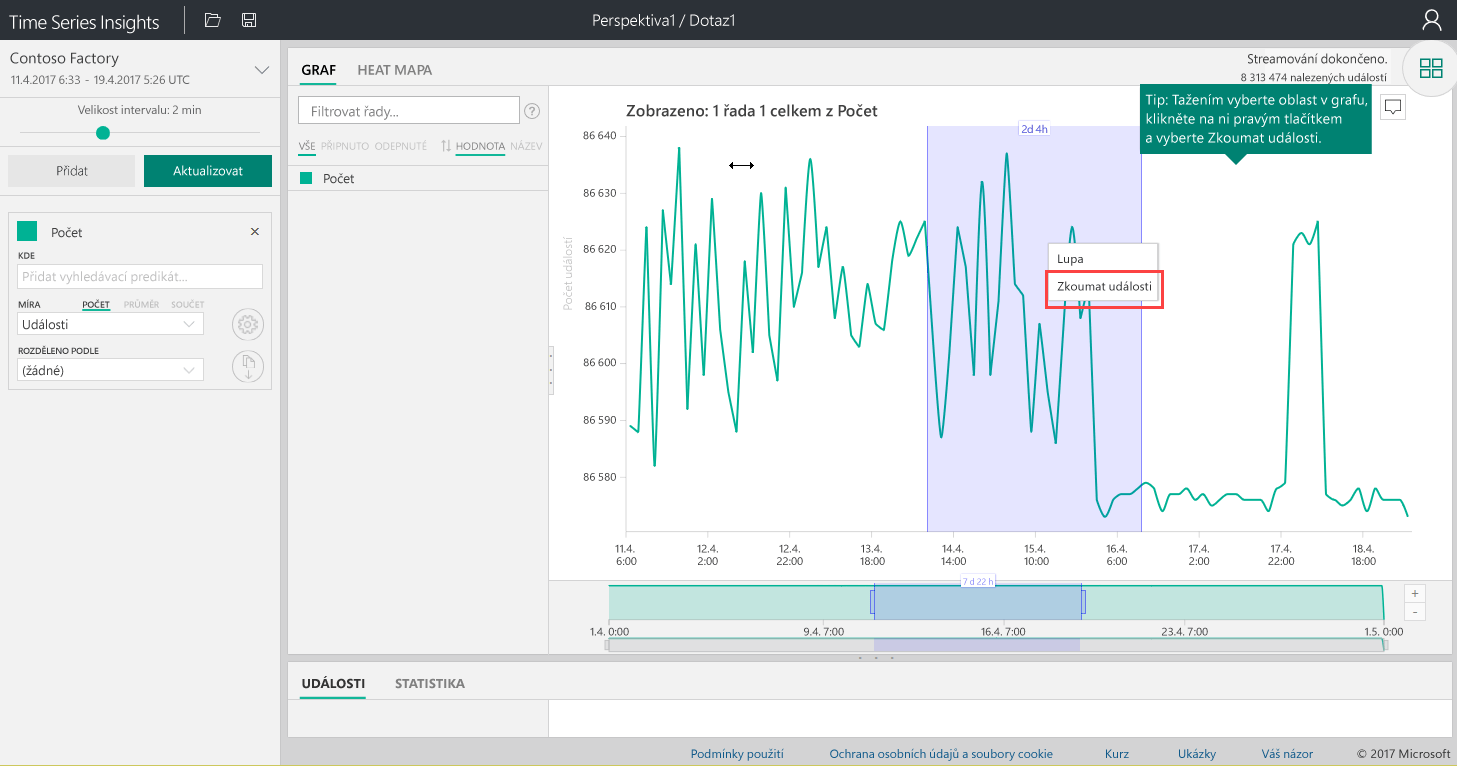 Time Series Insights
Perspektiva1 / Dotaz1
Contoso Factory
11.4.2017 6:33 - 19.4.2017 5:26 UTC
Velikost intervalu: 2 min
Přidat
Aktualizovat
Počet
KDE
Přidat vyhledávací predikát...
MÍRA
POČET
PRŮMĚR
SOUČET
Události
ROZDĚLENO PODLE
(žádné)
GRAF
HEAT MAPA
Streamování dokončeno.
8 313 474 nalezených událostí
Filtrovat řady...
?
VŠE
PŘIPNUTO
ODEPNUTÉ
HODNOTA
NÁZEV
Počet
Zobrazeno: 1 řada 1 celkem z Počet
Tip: Tažením vyberte oblast v grafu,
klikněte na ni pravým tlačítkem
a vyberte Zkoumat události.
2d 4h
Počet událostí
86 640
86 630
86 620
86 610
86 600
86 590
86 580
Lupa
Zkoumat události
11.4. 6:00
12.4. 2:00
12.4. 22:00
13.4. 18:00
14.4. 14:00
15.4. 10:00
16.4. 6:00
17.4. 2:00
17.4. 22:00
18.4. 18:00
7 d 22 h
+
-
1.4. 0:00
9.4. 7:00
16.4. 7:00
23.4. 7:00
1.5. 0:00
UDÁLOSTI
STATISTIKA
Podmínky použití
Ochrana osobních údajů a soubory cookie
Kurz
Ukázky
Váš názor
© 2017 Microsoft